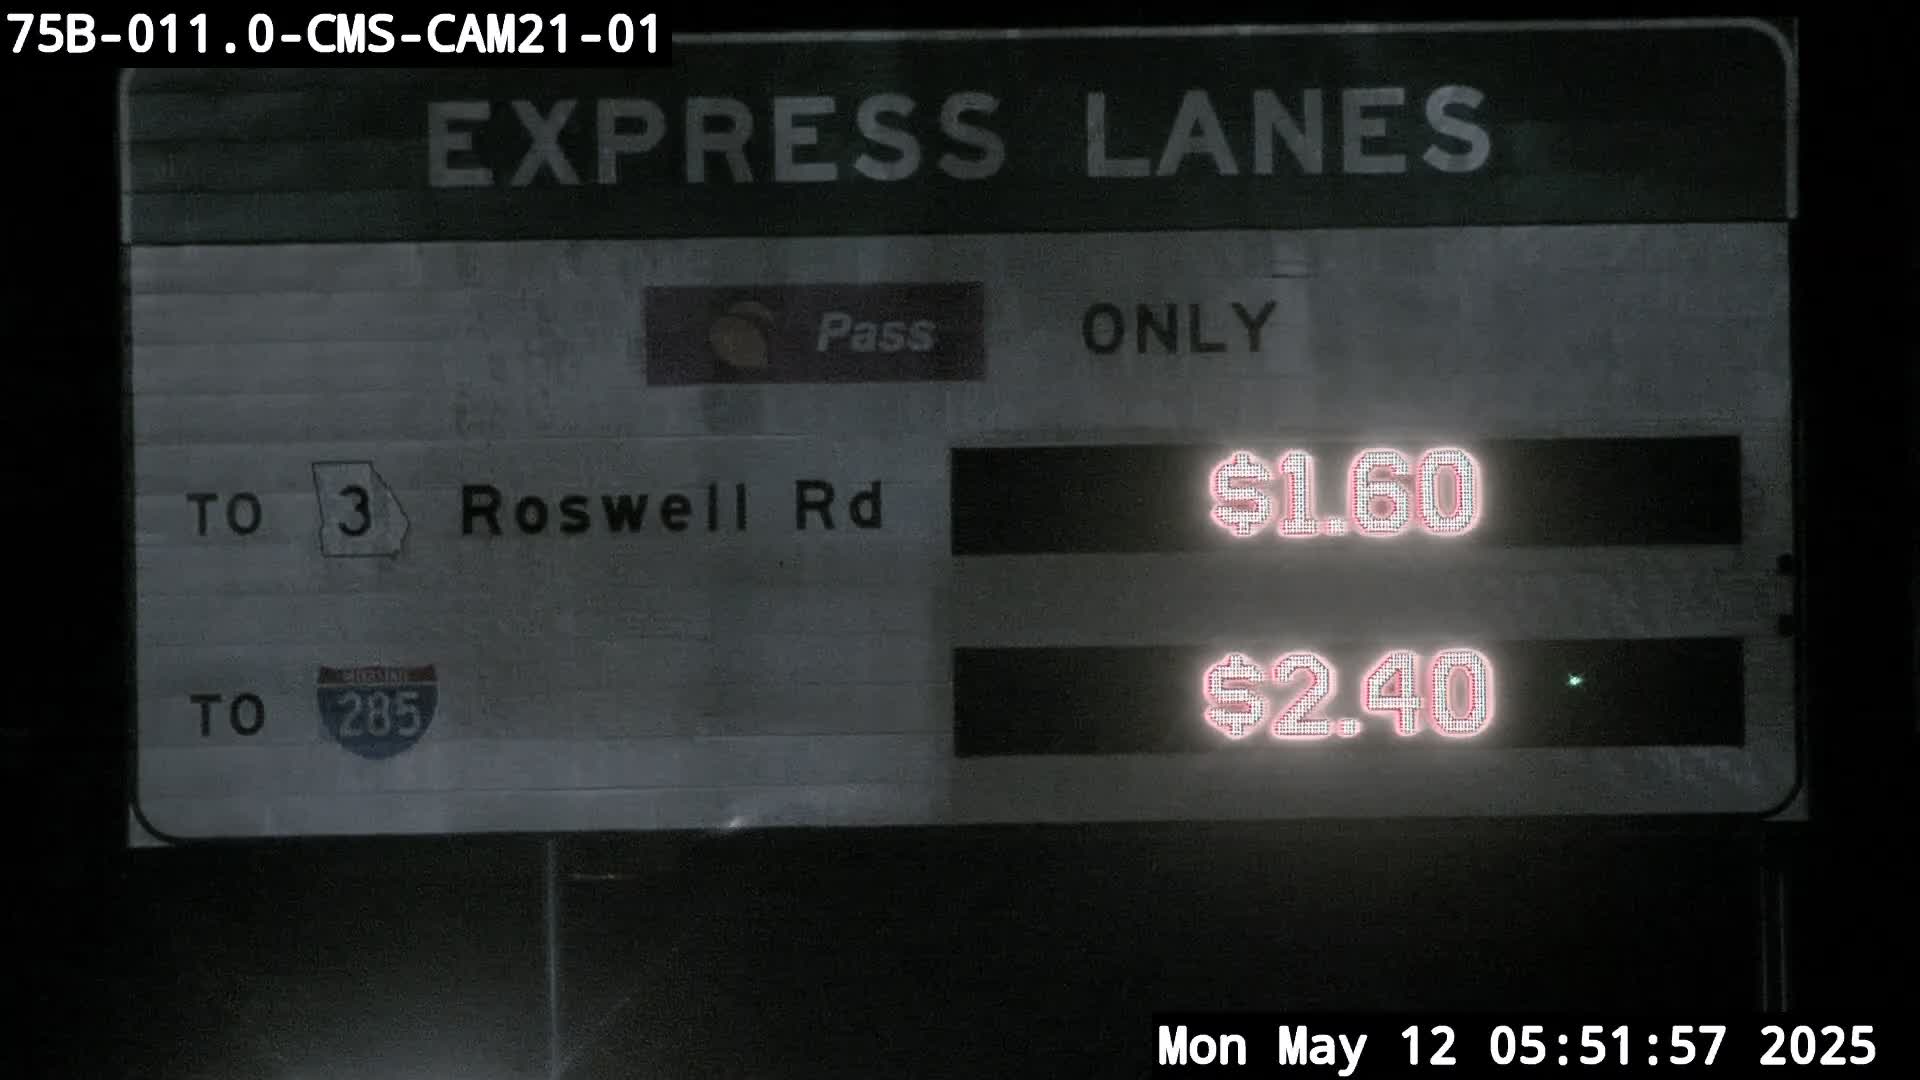 75B-011.0-CMS-CAM21-01
EXPRESS LANES
Pass ONLY
TO 3 Roswell Rd $1.60
TO 285 $2.40
Mon May 12 05:51:57 2025